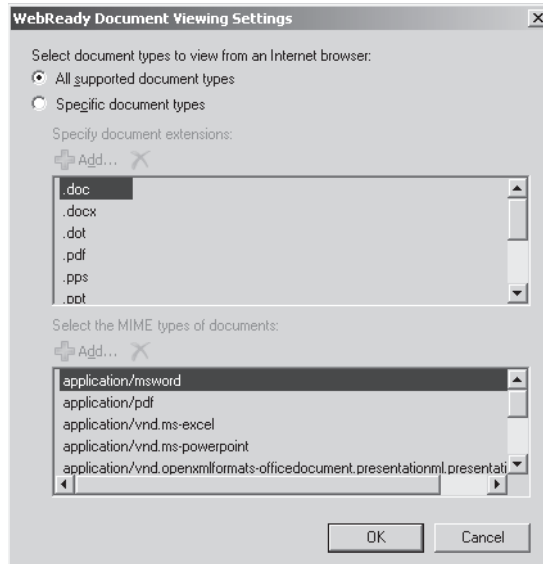 WebReady Document Viewing Settings
Select document types to view from an Internet browser:
All supported document types
Specific document types
Specify document extensions:
Add...
.doc
.docx
.dot
.pdf
.pps
.ppt
Select the MIME types of documents:
Add...
application/msword
application/pdf
application/vnd.ms-excel
application/vnd.ms-powerpoint
application/vnd.openxmlformats-officedocument.presentationml.presentati
OK Cancel